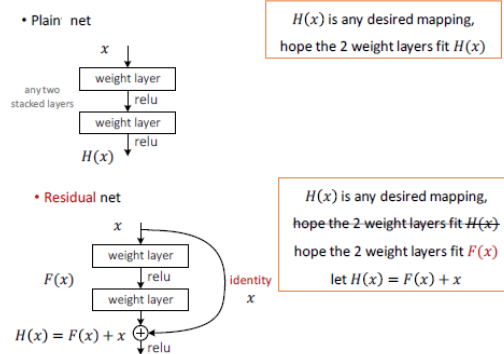 • Plain net
H(x) is any desired mapping,
hope the 2 weight layers fit H(x)
x
weight layer
any two
stacked layers
relu
weight layer
relu
H(x)
• Residual net
H(x) is any desired mapping,
hope the 2 weight layers fit H(x)
hope the 2 weight layers fit F(x)
let H(x) = F(x) + x
x
weight layer
F(x)
relu
identity
x
weight layer
H(x) = F(x) + x
relu